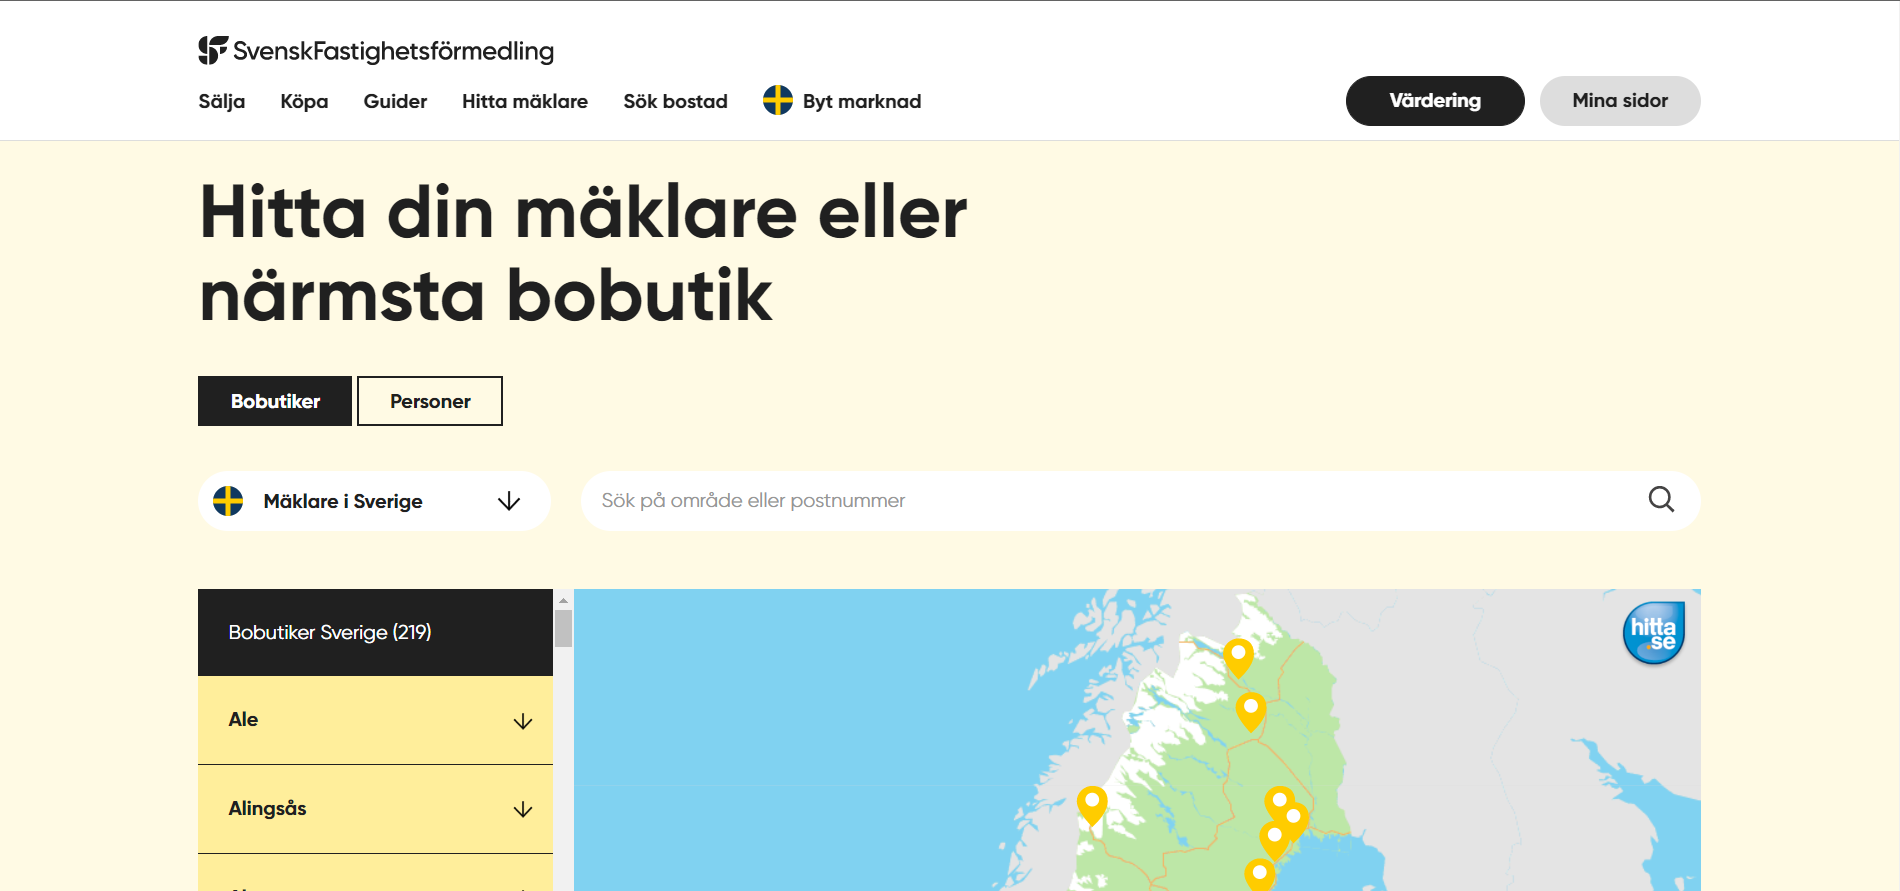 SvenskFastighetsförmedling
Sälja Köpa Guider Hitta mäklare Sök bostad Byt marknad
Värdering Mina sidor
Hitta din mäklare eller
närmsta bobutik
Bobutiker Personer
Mäklare i Sverige Sök på område eller postnummer
Bobutiker Sverige (219)
hitta
.se
Ale
Alingsås